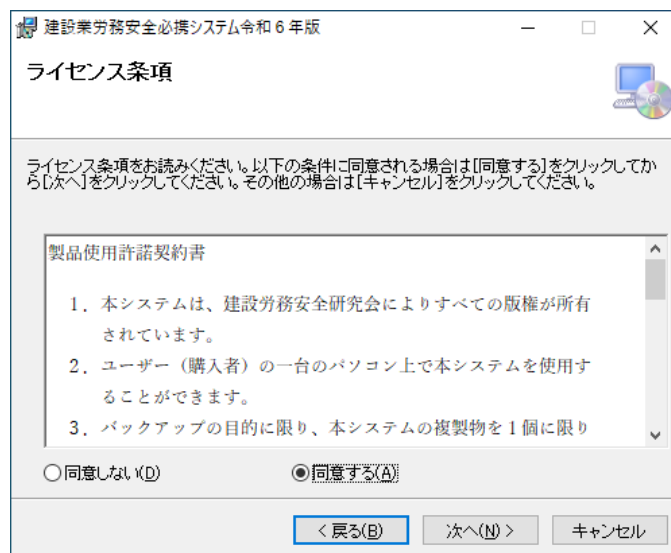 建設業労務安全必携システム令和６年版
ライセンス条項
ライセンス条項をお読みください。以下の条件に同意される場合は[同意する]をクリックしてか
ら[次へ]をクリックしてください。その他の場合は[キャンセル]をクリックしてください。
製品使用許諾契約書
１．本システムは、建設労務安全研究会によりすべての版権が所有
されています。
２．ユーザー（購入者）の一台のパソコン上で本システムを使用す
ることができます。
３．バックアップの目的に限り、本システムの複製物を１個に限り
同意しない(D) 同意する(A)
< 戻る(B) 次へ(N) > キャンセル